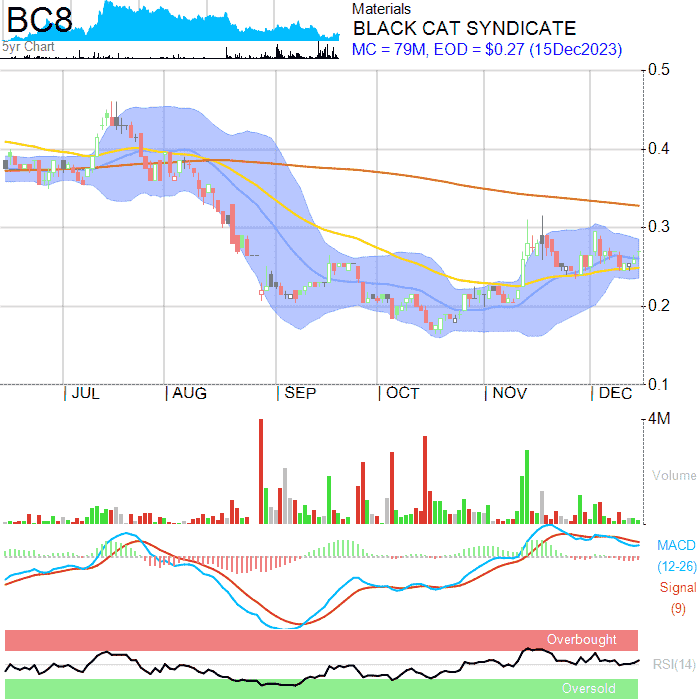 BC8
5yr Chart
Materials
BLACK CAT SYNDICATE
MC = 79M, EOD = $0.27 (15Dec2023)
0.5
0.4
0.3
0.2
0.1
JUL
AUG
SEP
OCT
NOV
DEC
4M
Volume
MACD
(12-26)
Signal
(9)
Overbought
RSI(14)
Oversold